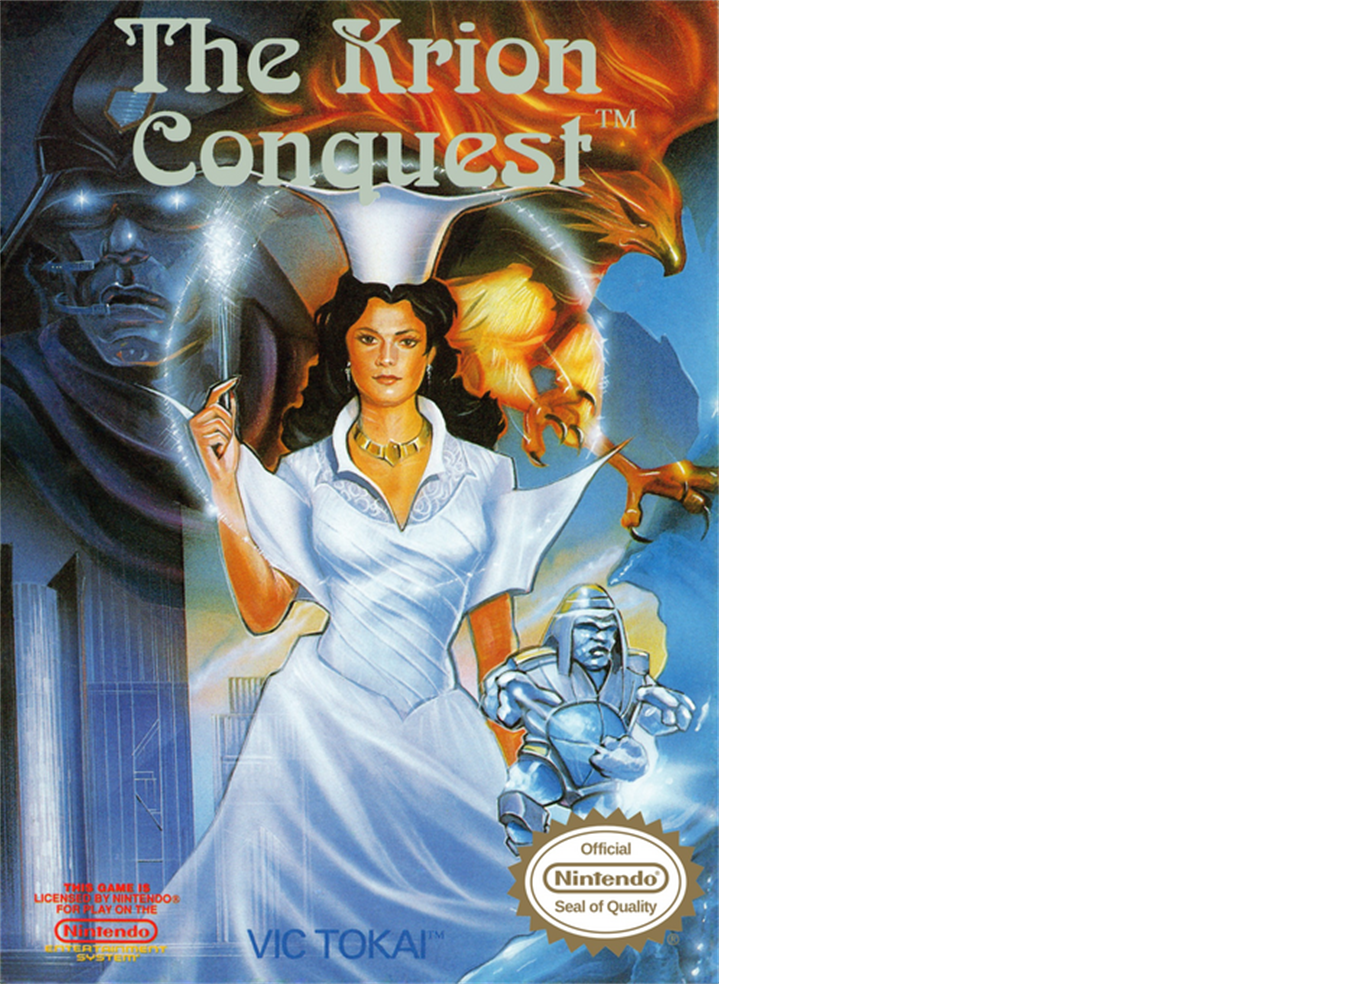 The Krion
Conquest™
Official
Nintendo®
Seal of Quality
THIS GAME IS
LICENSED BY NINTENDO®
FOR PLAY ON THE
Nintendo
ENTERTAINMENT
SYSTEM
VIC TOKAI™